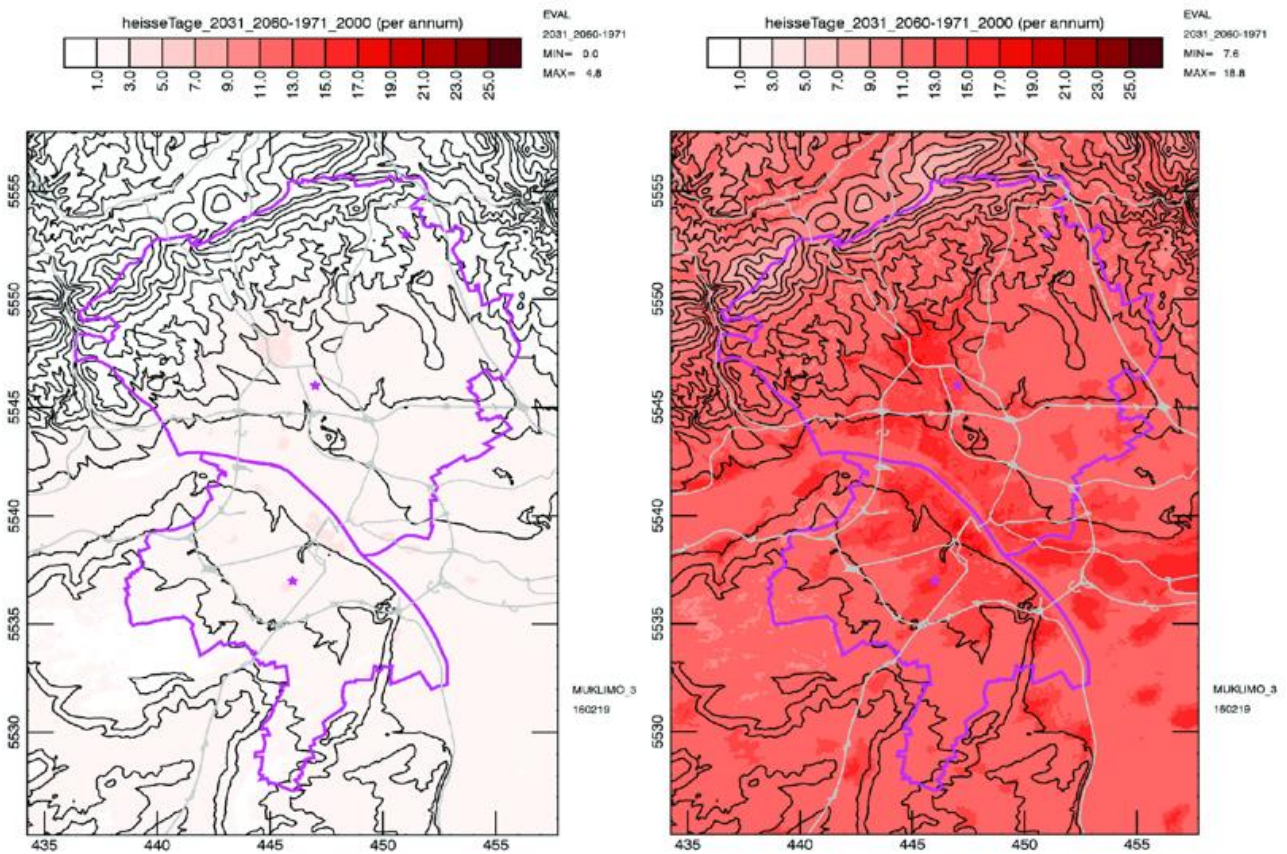 heisseTage_2031_2060-1971_2000 (per annum)
1.0 3.0 5.0 7.0 9.0 11.0 13.0 15.0 17.0 19.0 21.0 23.0 25.0
EVAL
2031_2060-1971
MIN= 0.0
MAX= 4.8
5555
5550
5545
5540
5535
5530
435 440 445 450 455
MUKLIMO_3
160219
heisseTage_2031_2060-1971_2000 (per annum)
1.0 3.0 5.0 7.0 9.0 11.0 13.0 15.0 17.0 19.0 21.0 23.0 25.0
EVAL
2031_2060-1971
MIN= 7.6
MAX= 18.8
5555
5550
5545
5540
5535
5530
435 440 445 450 455
MUKLIMO_3
160219